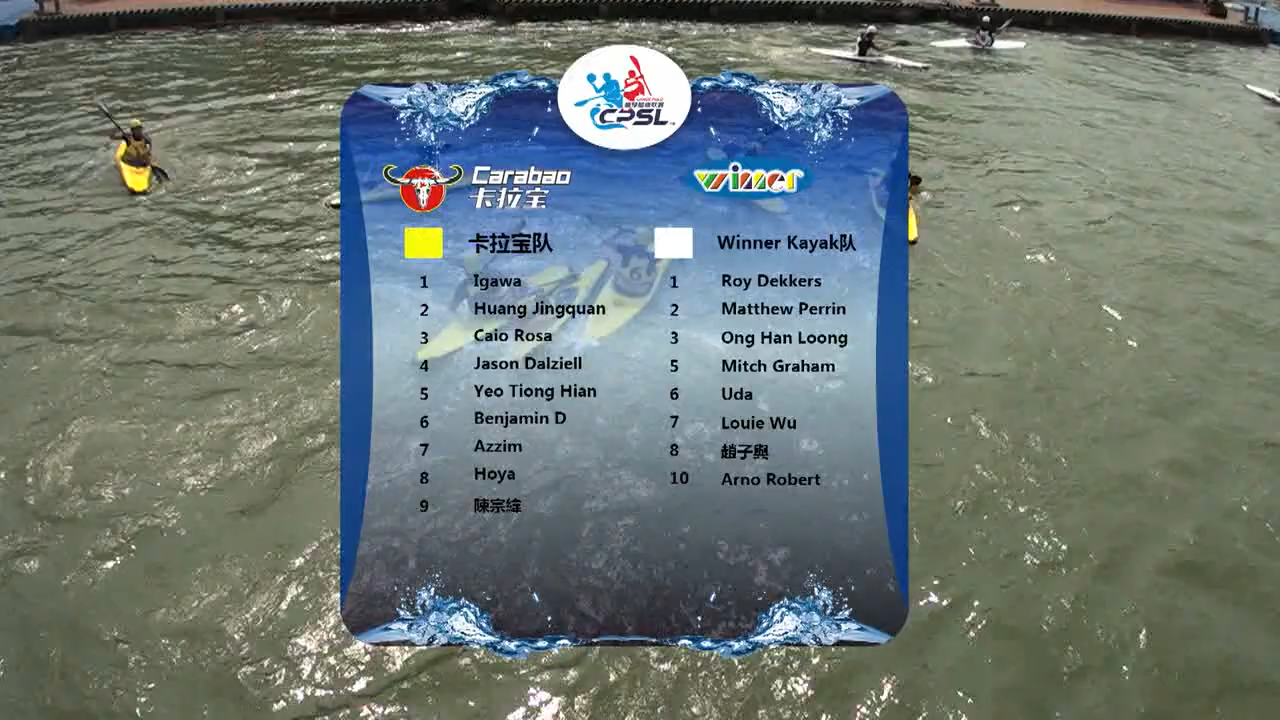 CPSL
Carabao
卡拉宝
winner
卡拉宝队
1 Igawa
2 Huang Jingquan
3 Caio Rosa
4 Jason Dalziell
5 Yeo Tiong Hian
6 Benjamin D
7 Azzim
8 Hoya
9 陳宗緯
Winner Kayak队
1 Roy Dekkers
2 Matthew Perrin
3 Ong Han Loong
5 Mitch Graham
6 Uda
7 Louie Wu
8 趙子與
10 Arno Robert